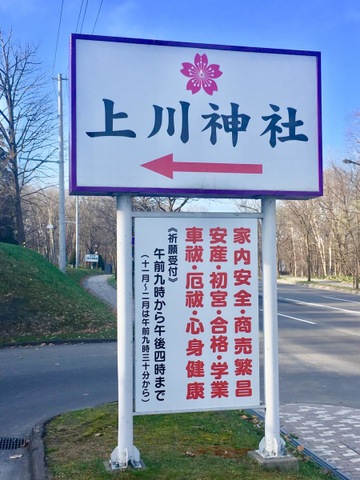 上川神社
家内安全・商売繁昌
安産・初宮・合格・学業
車祓・厄祓・心身健康
《祈願受付》
午前九時から午後四時まで
（十一月～二月は午前九時三十分から）